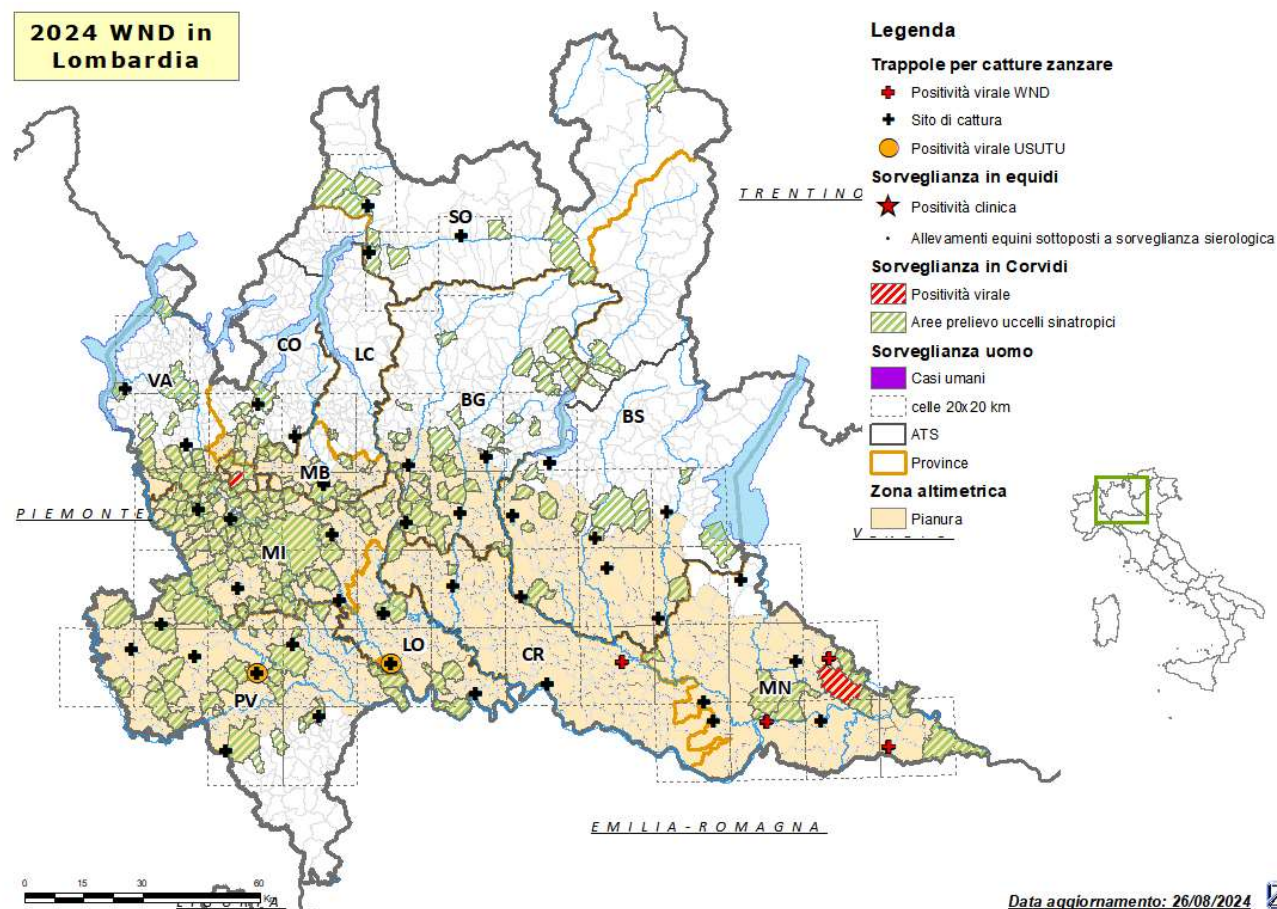 2024 WND in
Lombardia
Legenda
Trappole per catture zanzare
Positività virale WND
Sito di cattura
Positività virale USUTU
Sorveglianza in equidi
Positività clinica
Allevamenti equini sottoposti a sorveglianza sierologica
Sorveglianza in Corvidi
Positività virale
Aree prelievo uccelli sinatropici
Sorveglianza uomo
Casi umani
celle 20x20 km
ATS
Province
Zona altimetrica
Pianura
TRENTINO
SO
CO
LC
VA
BG
BS
MB
PIEMONTE
MI
LO
CR
PV
MN
EMILIA-ROMAGNA
0 15 30 60
Data aggiornamento: 26/08/2024